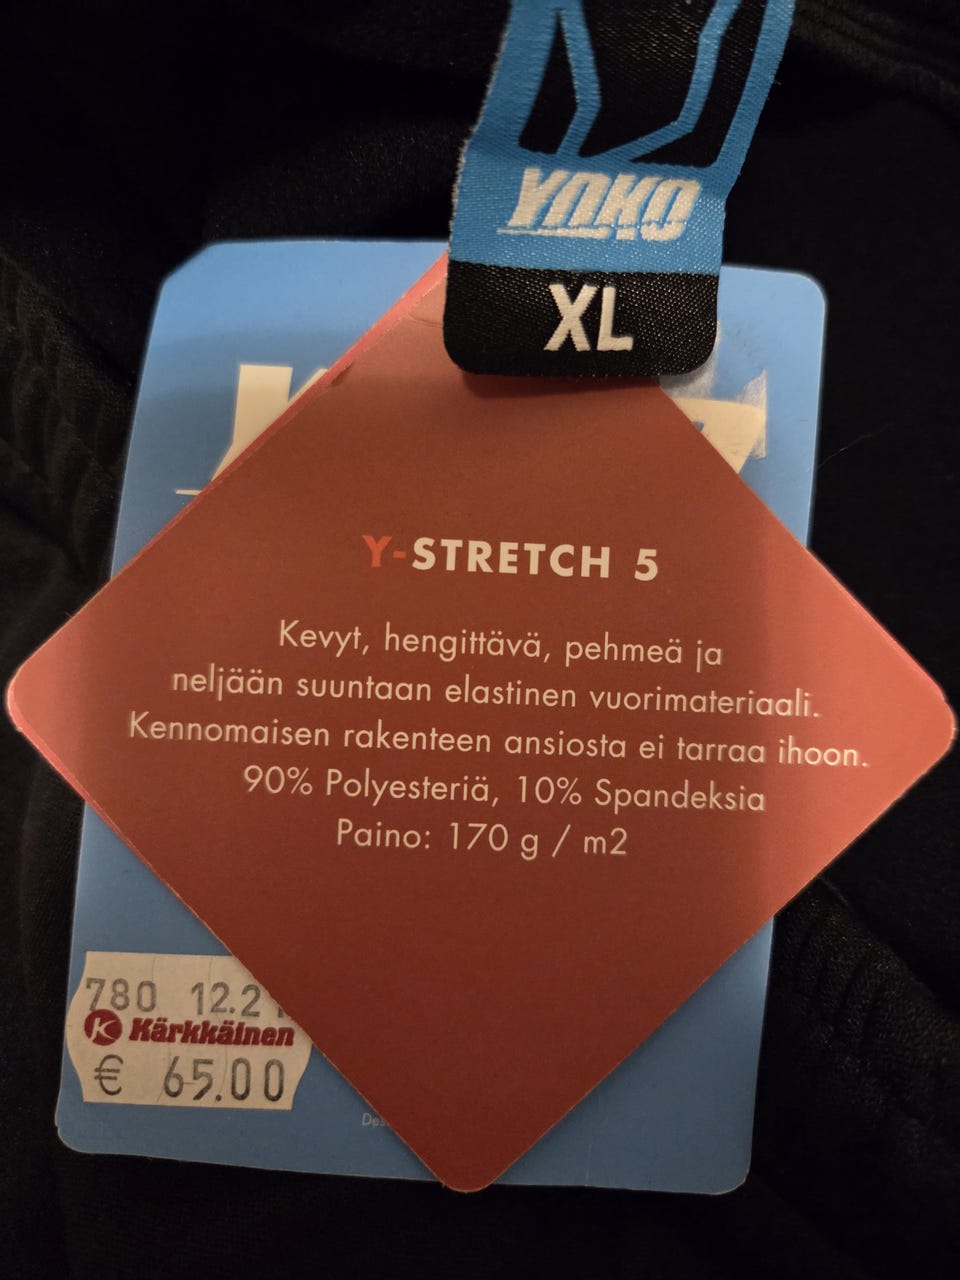 YOKO
XL
Y-STRETCH 5
Kevyt, hengittävä, pehmeä ja
neljään suuntaan elastinen vuorimateriaali.
Kennomaisen rakenteen ansiosta ei tarraa ihoon.
90% Polyesteriä, 10% Spandeksia
Paino: 170 g / m2
780 12.21
K Kärkkäinen
€ 65.00